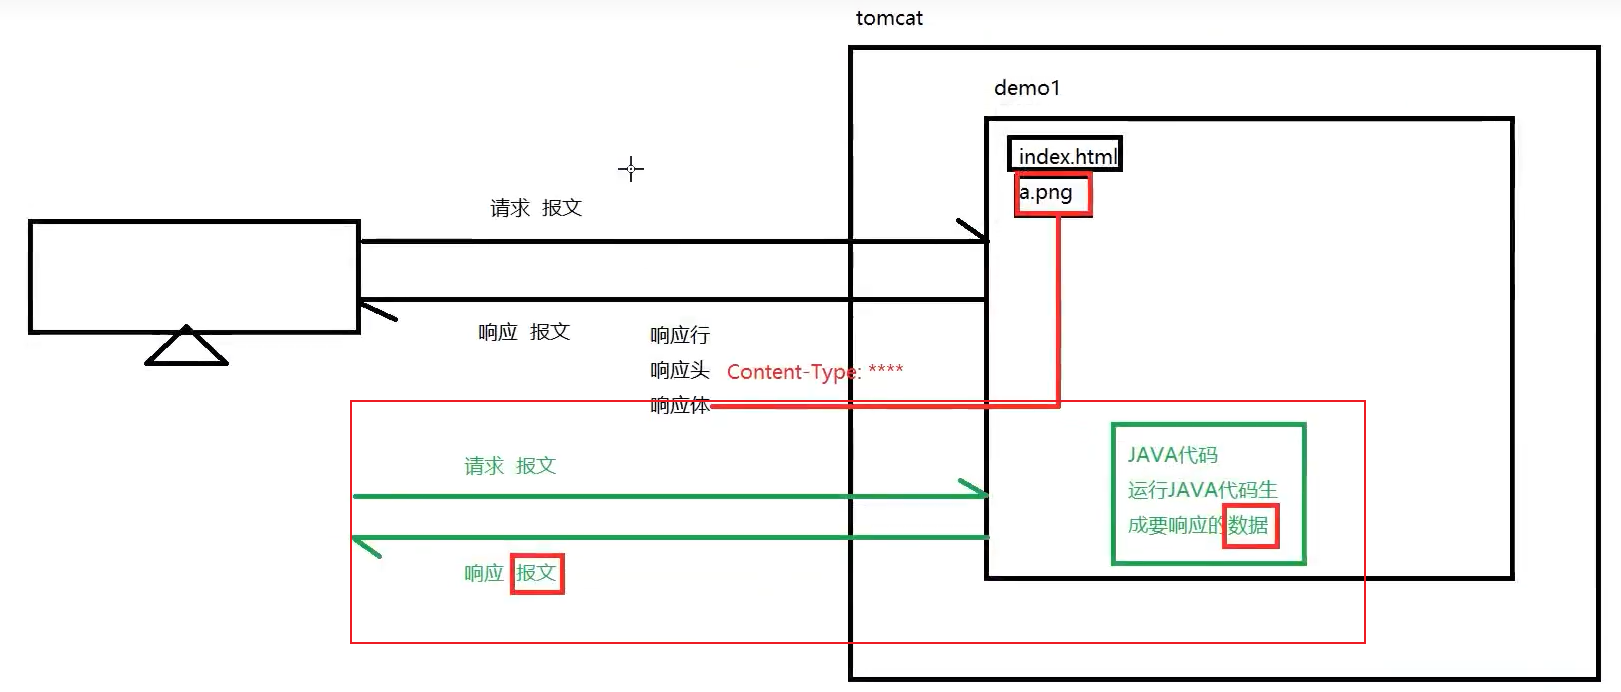 tomcat
demo1
index.html
a.png
请求 报文
响应 报文
响应行
响应头 Content-Type: ****
响应体
请求 报文
响应 报文
JAVA代码
运行JAVA代码生
成要响应的数据